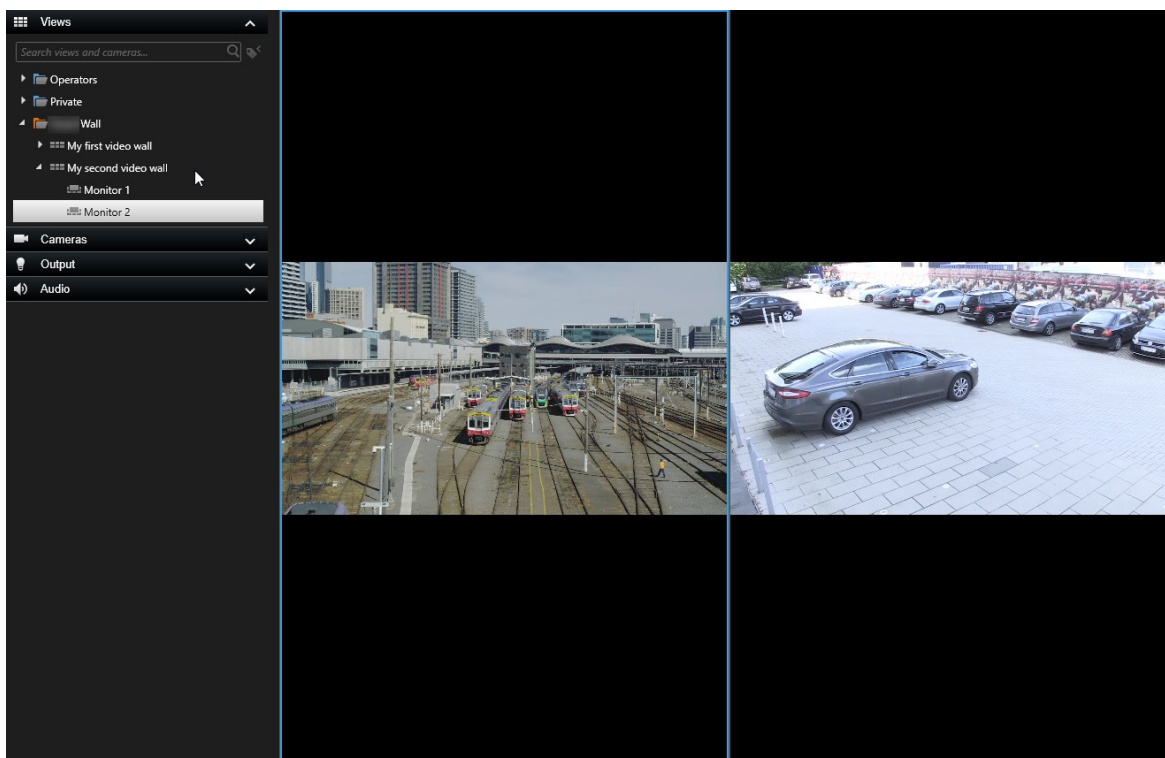 Views
Search views and cameras...
Operators
Private
Wall
My first video wall
My second video wall
Monitor 1
Monitor 2
Cameras
Output
Audio